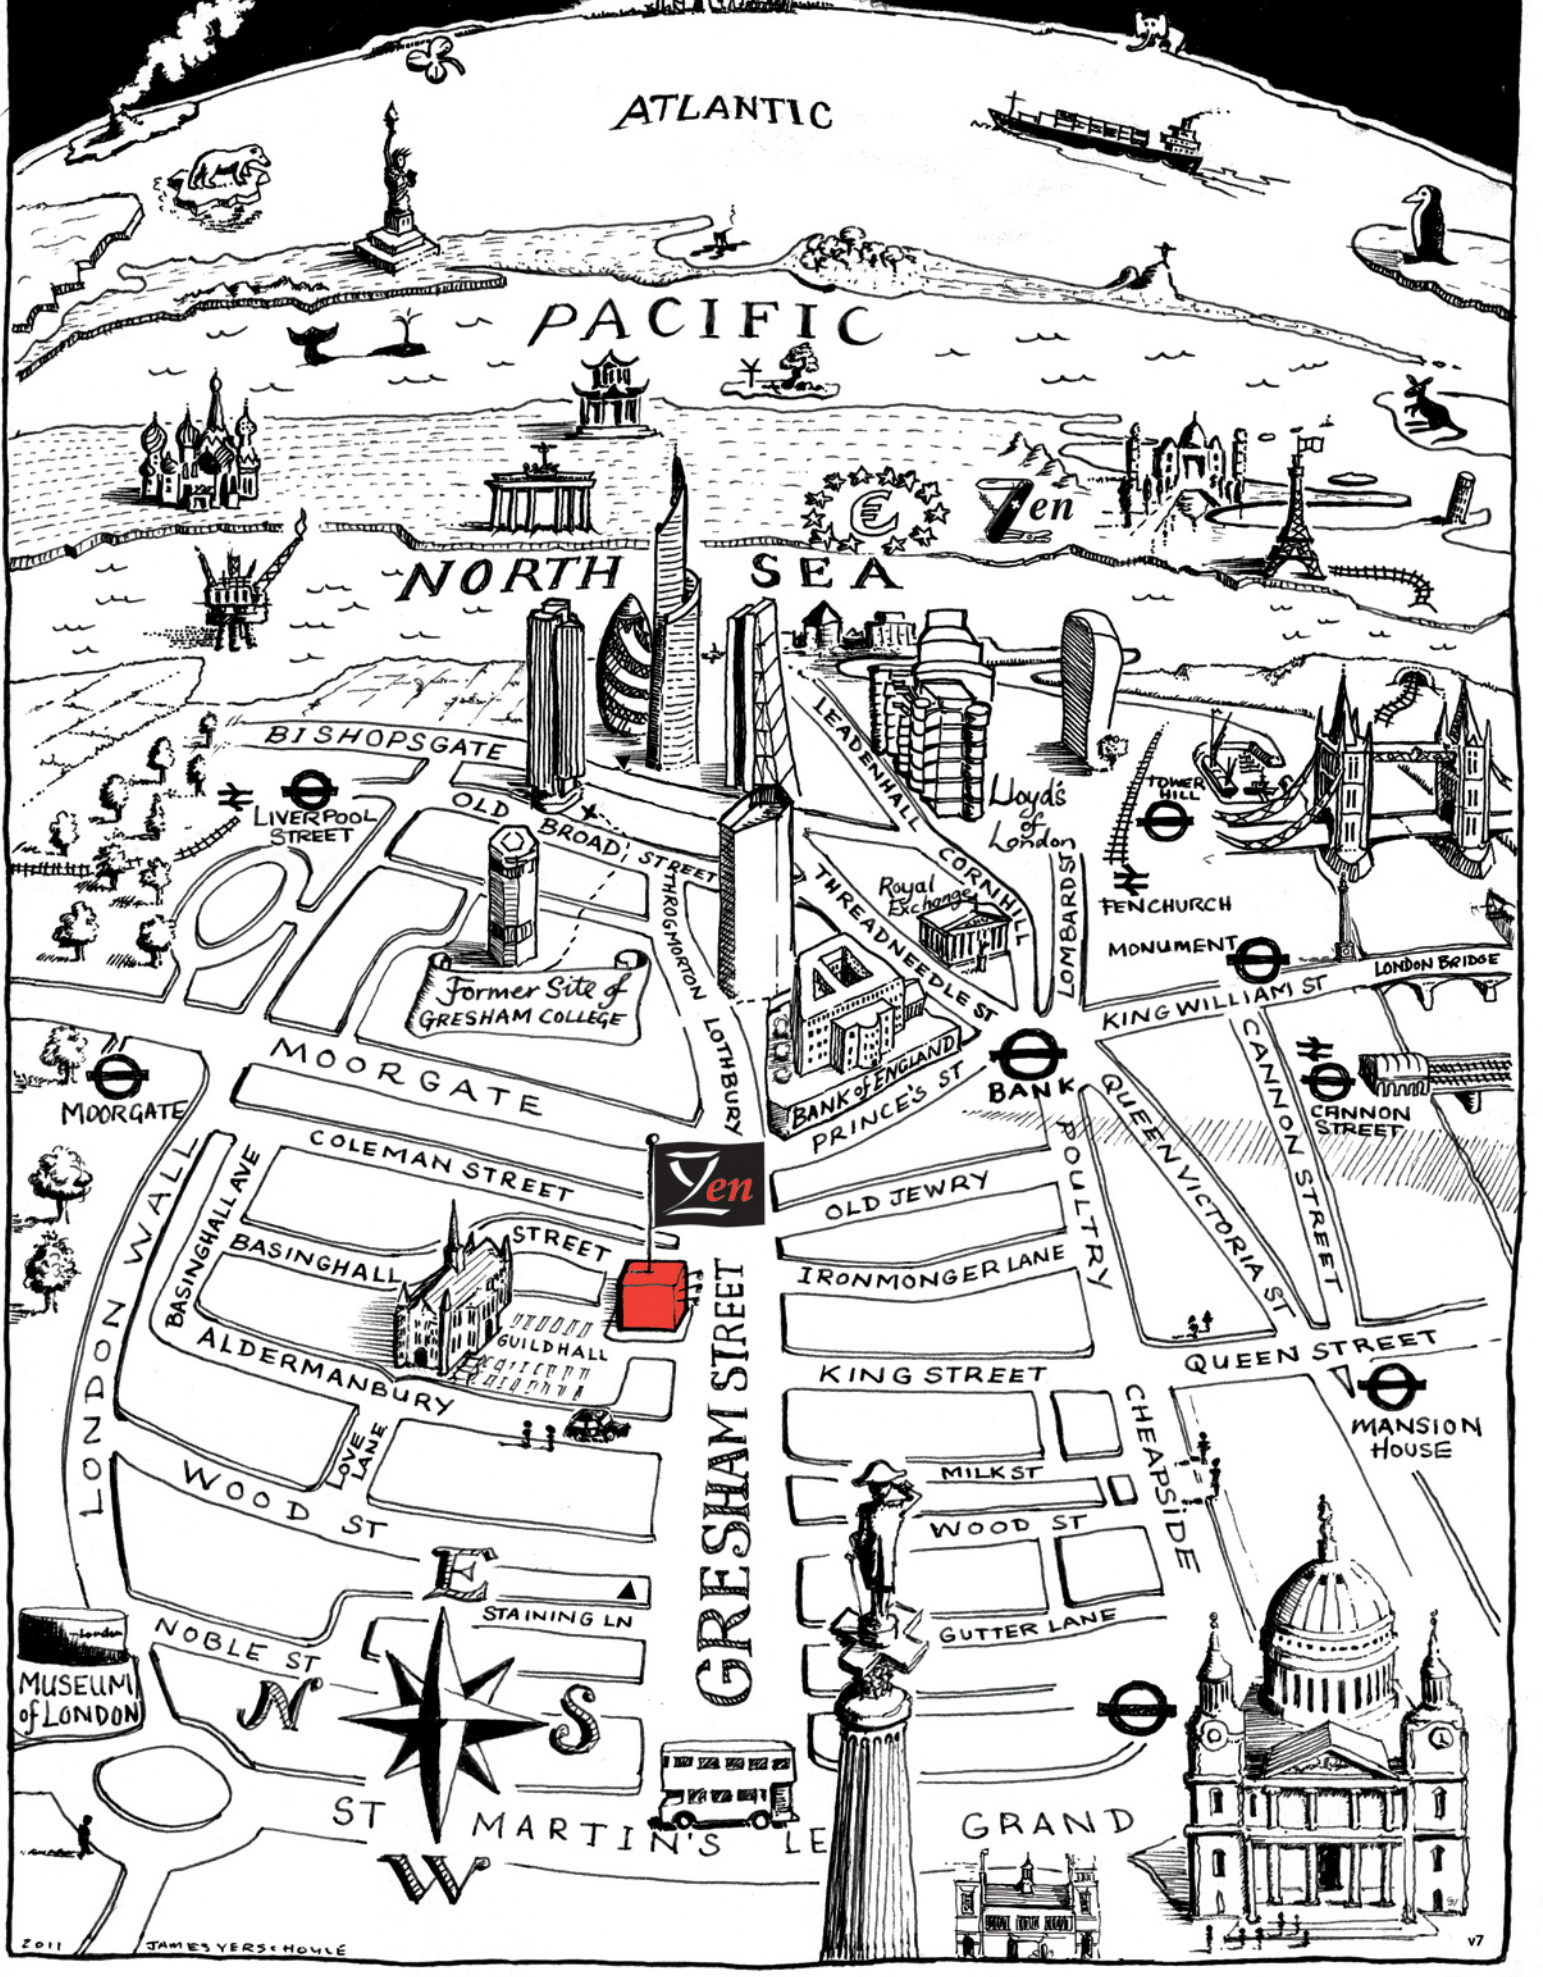 ATLANTIC
PACIFIC
¥
€
Zen
NORTH SEA
BISHOPSGATE
LEADENHALL
LIVERPOOL
STREET
OLD BROAD STREET
Lloyd's
of
London
TOWER
HILL
CORNHILL
THREADNEEDLE ST
Royal
Exchange
LOMBARD ST
FENCHURCH
THROGMORTON
MONUMENT
LONDON BRIDGE
KING WILLIAM ST
Former Site of
GRESHAM COLLEGE
LOTHBURY
BANK of ENGLAND
PRINCE'S ST
BANK
MOORGATE
MOORGATE
CANNON STREET
CANNON
STREET
QUEEN VICTORIA ST
POULTRY
COLEMAN STREET
Zen
OLD JEWRY
LONDON WALL
BASINGHALL AVE
BASINGHALL STREET
IRONMONGER LANE
GUILDHALL
GRESHAM STREET
ALDERMANBURY
KING STREET
QUEEN STREET
MANSION
HOUSE
CHEAPSIDE
LOVE
LANE
MILK ST
WOOD ST
WOOD ST
E
STAINING LN
GUTTER LANE
London
MUSEUM
of LONDON
NOBLE ST
N
S
ST MARTIN'S LE GRAND
W
2011 JAMES VERSCHOYLE
v7